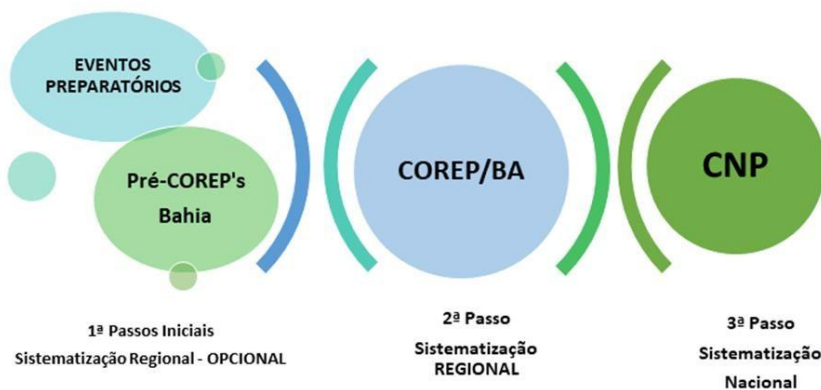 EVENTOS
PREPARATÓRIOS
Pré-COREP's
Bahia
COREP/BA
CNP
1ª Passos Iniciais
Sistematização Regional - OPCIONAL
2ª Passo
Sistematização
REGIONAL
3ª Passo
Sistematização
Nacional